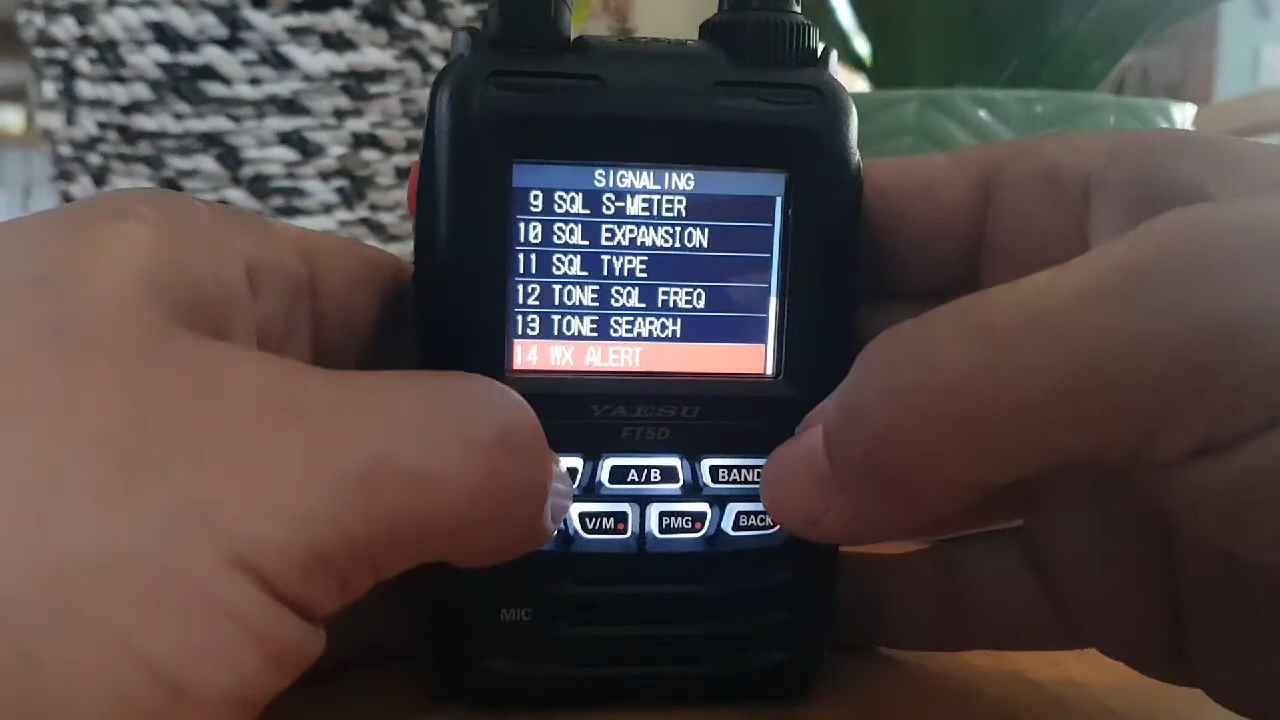 SIGNALING
9 SQL S-METER
10 SQL EXPANSION
11 SQL TYPE
12 TONE SQL FREQ
13 TONE SEARCH
14 WX ALERT
YAESU
FT5D
A/B
BAND
V/M
PMG
BACK
MIC